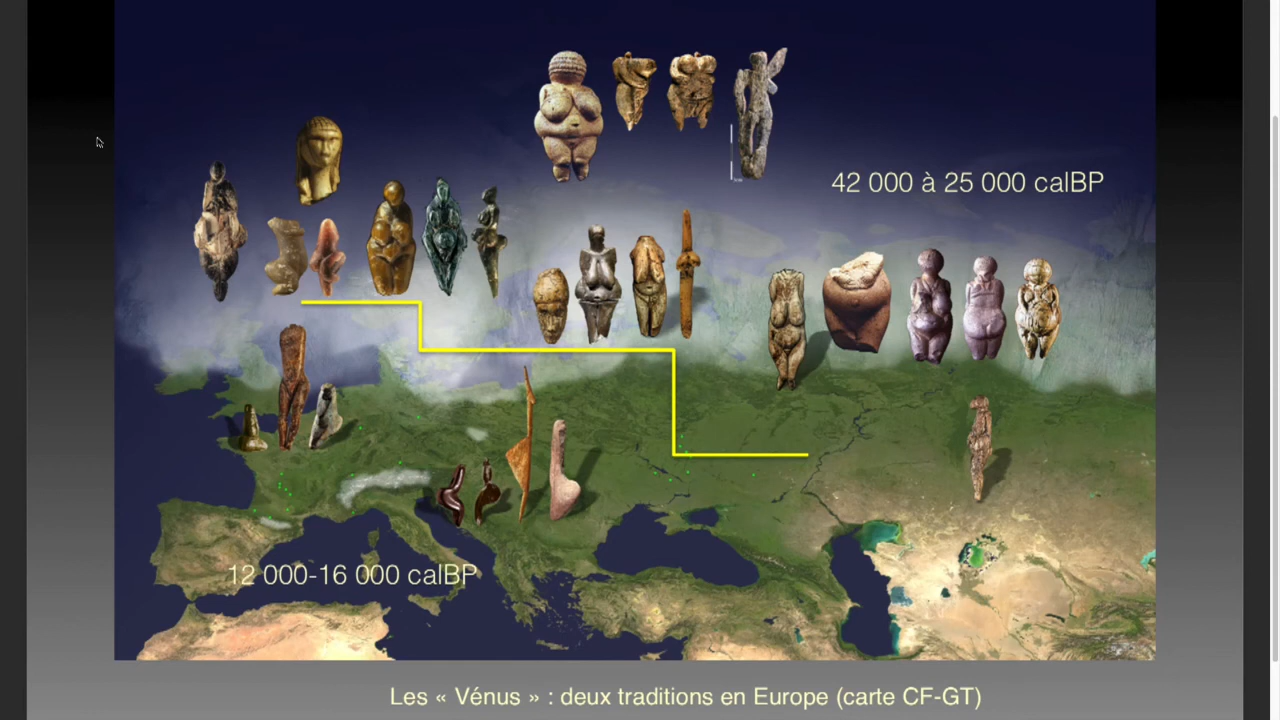 42 000 à 25 000 calBP
12 000-16 000 calBP
Les « Vénus » : deux traditions en Europe (carte CF-GT)